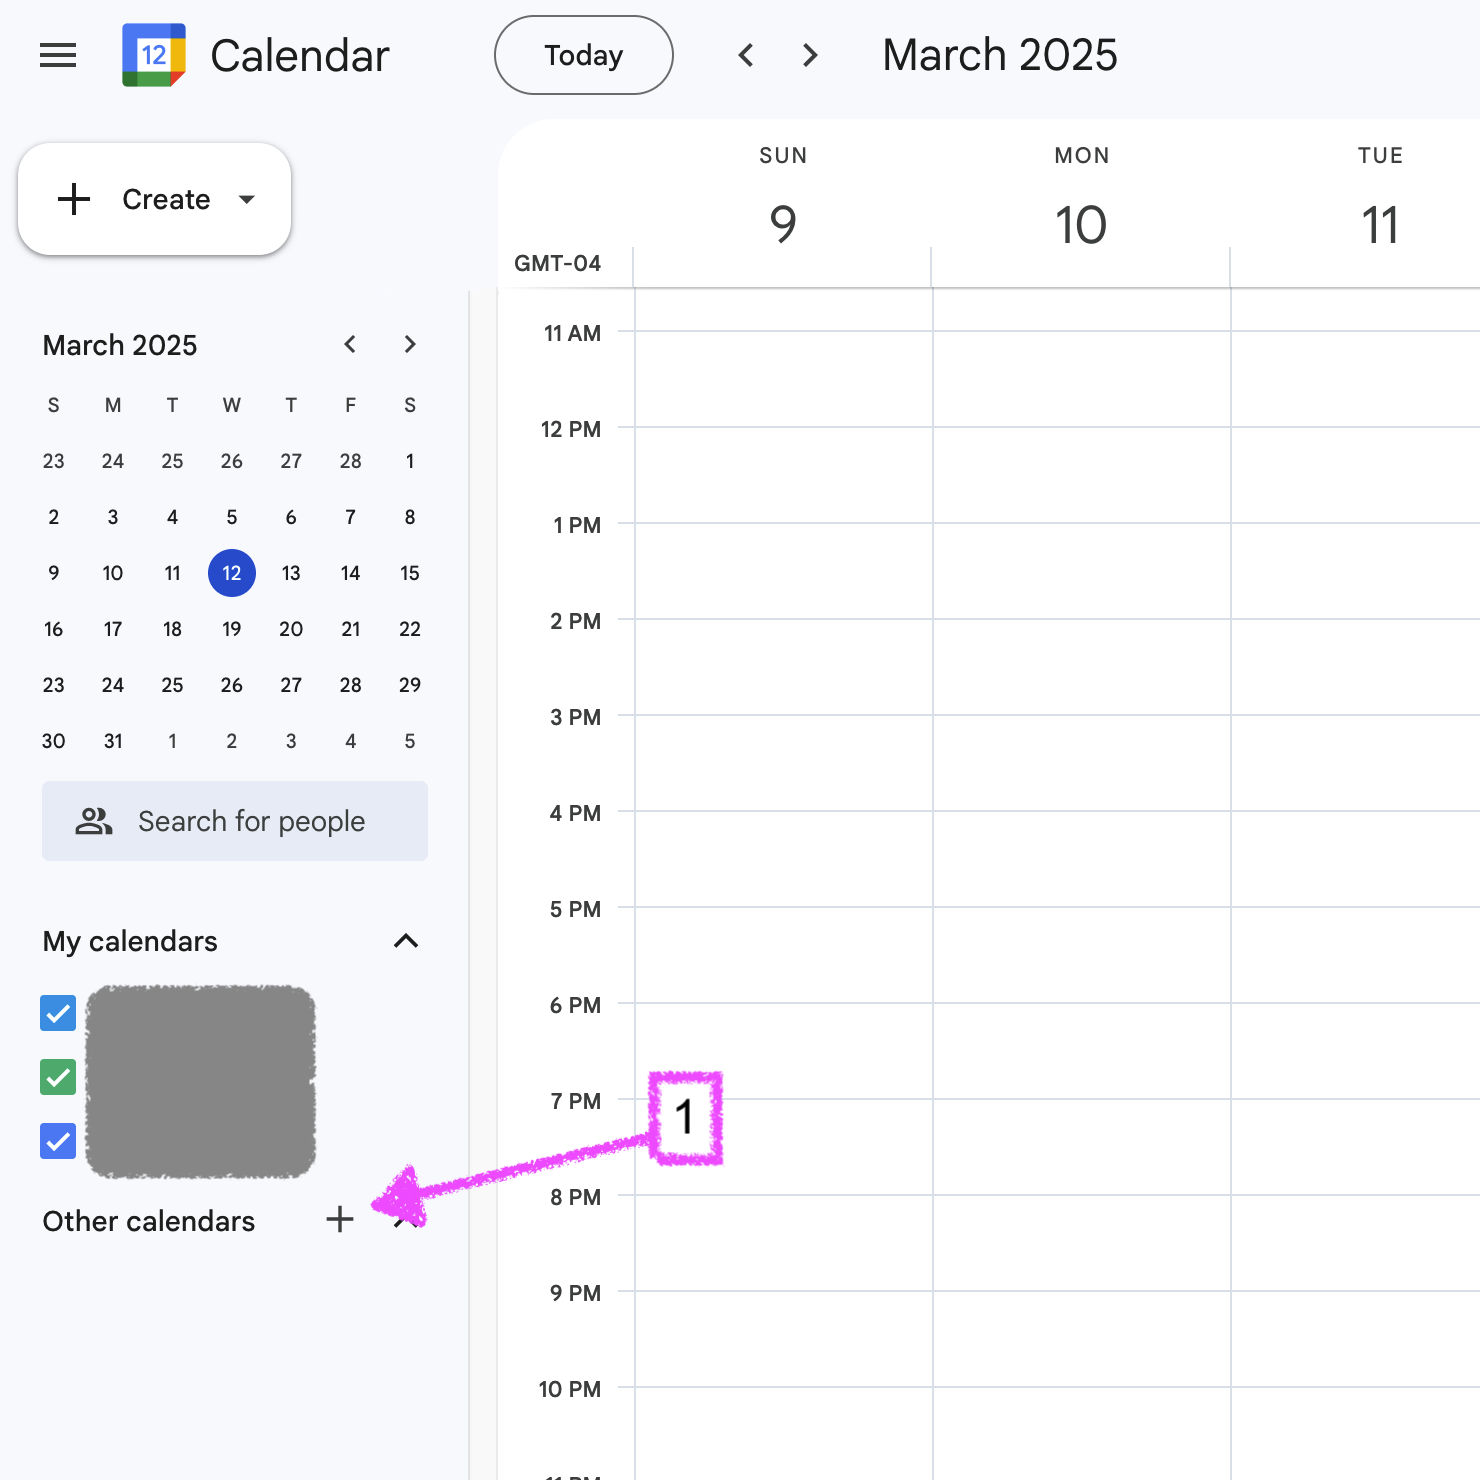 12 Calendar Today March 2025
Create
SUN MON TUE
9 10 11
GMT-04
March 2025
S M T W T F S
23 24 25 26 27 28 1
2 3 4 5 6 7 8
9 10 11 12 13 14 15
16 17 18 19 20 21 22
23 24 25 26 27 28 29
30 31 1 2 3 4 5
Search for people
My calendars
Other calendars
11 AM
12 PM
1 PM
2 PM
3 PM
4 PM
5 PM
6 PM
7 PM
1
8 PM
9 PM
10 PM